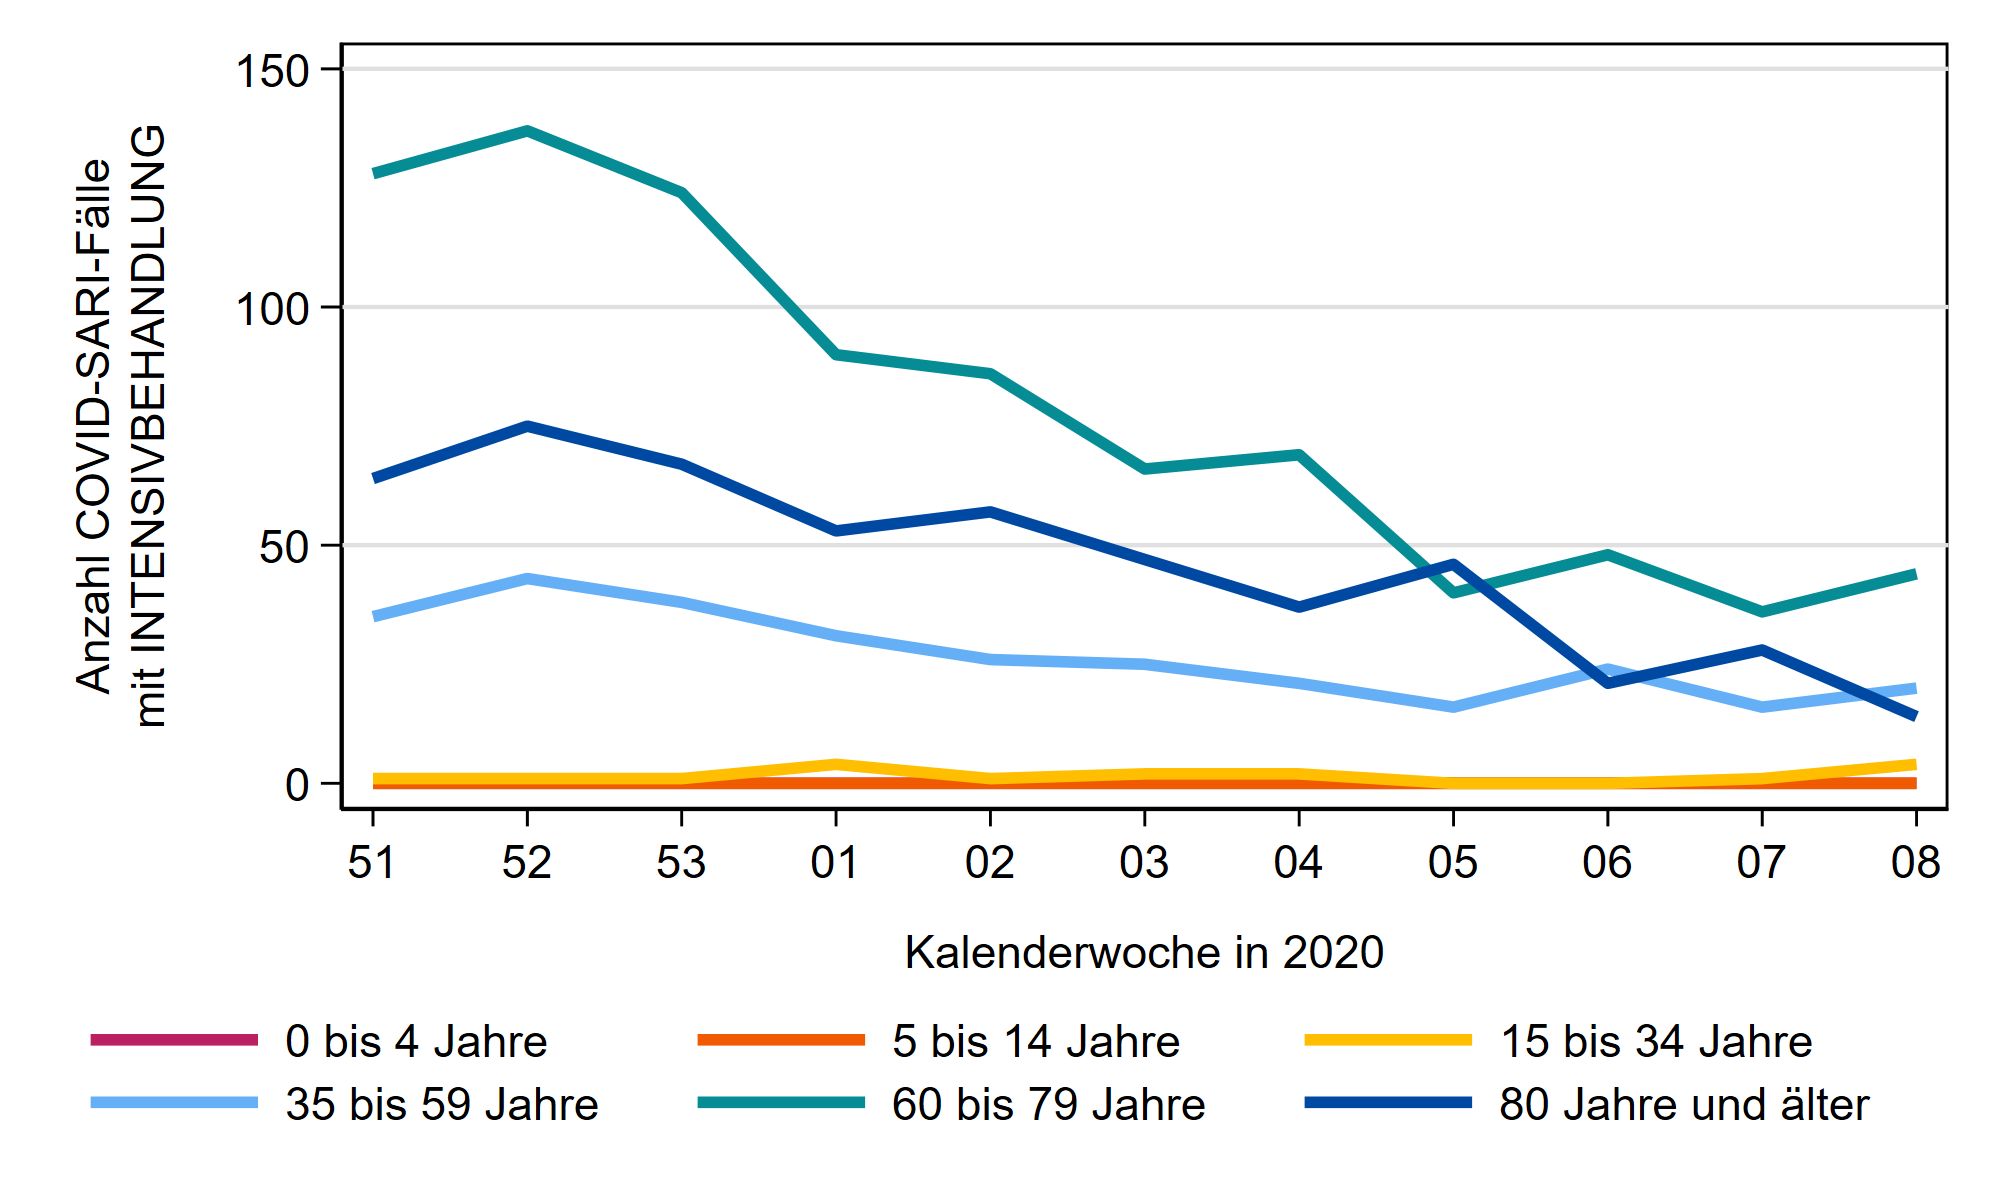 Anzahl COVID-SARI-Fälle
mit INTENSIVBEHANDLUNG
150
100
50
0
51 52 53 01 02 03 04 05 06 07 08
Kalenderwoche in 2020
0 bis 4 Jahre 5 bis 14 Jahre 15 bis 34 Jahre
35 bis 59 Jahre 60 bis 79 Jahre 80 Jahre und älter